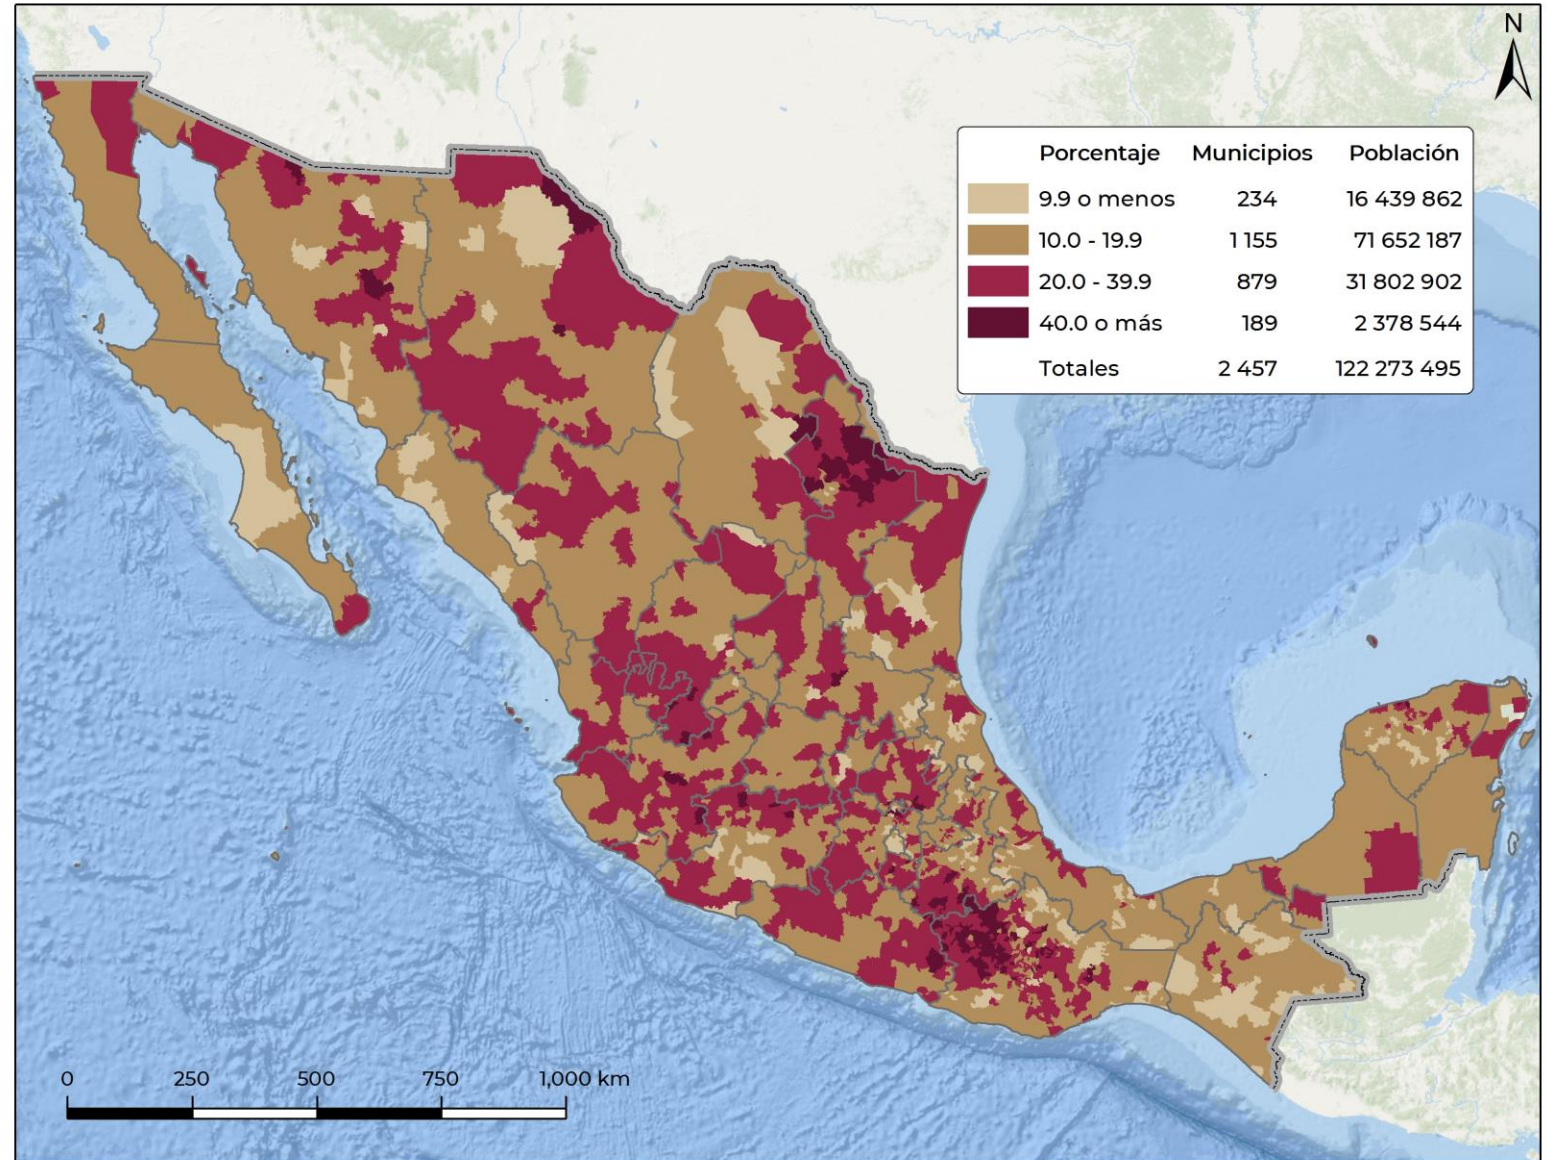 N
Porcentaje Municipios Población
9.9 o menos 234 16 439 862
10.0 - 19.9 1 155 71 652 187
20.0 - 39.9 879 31 802 902
40.0 o más 189 2 378 544
Totales 2 457 122 273 495
0 250 500 750 1,000 km